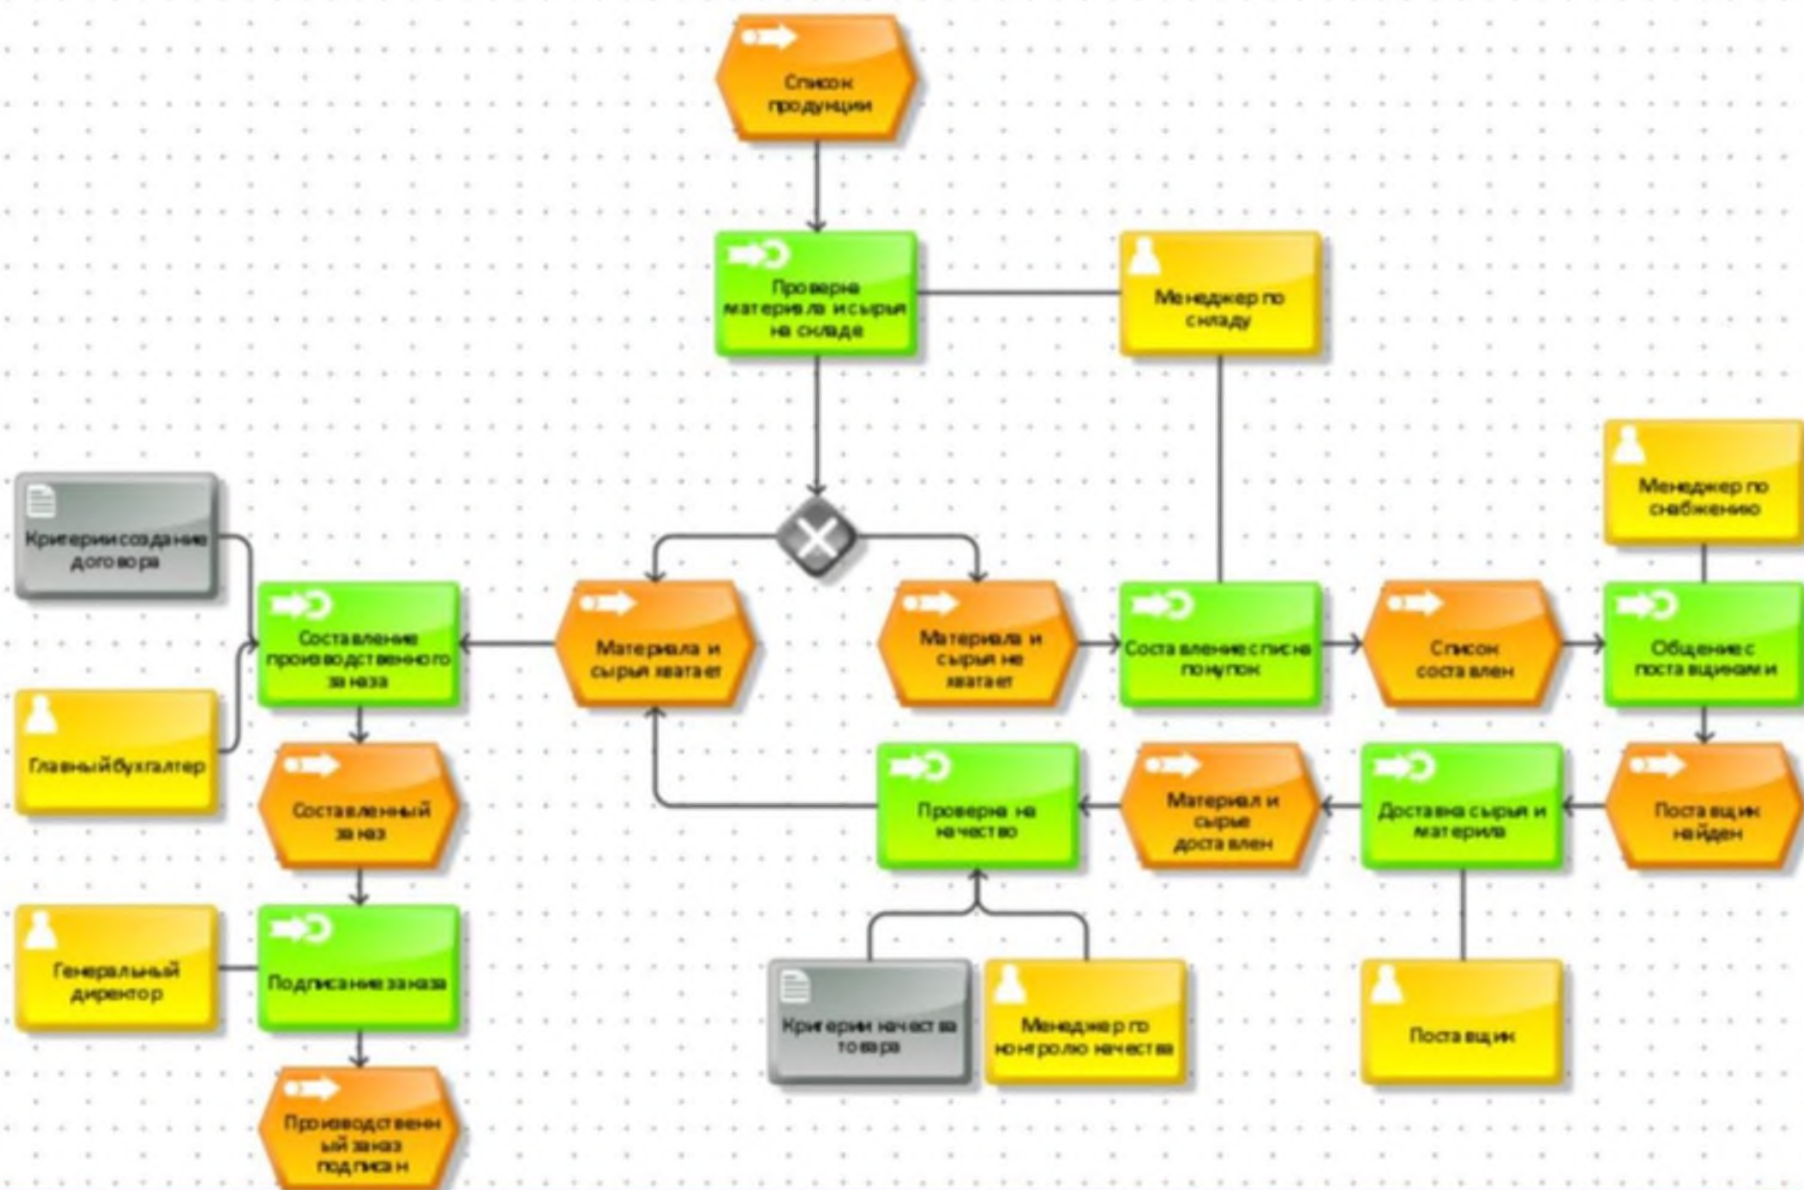 Список
продукции
Проверка
материала и сырья
на складе
Менеджер по
складу
Менеджер по
снабжению
Критерии создание
договора
Составление
производственного
заказа
Материала и
сырья хватает
Материала и
сырья не
хватает
Составление списка
покупок
Список
составлен
Общение с
поставщиками
Главный бухгалтер
Составленный
заказ
Проверка на
качество
Материал и
сырье
доставлен
Доставка сырья и
материла
Поставщик
найден
Генеральный
директор
Подписание заказа
Критерии качества
товара
Менеджер по
контролю качества
Поставщик
Производственн
ый заказ
подписан